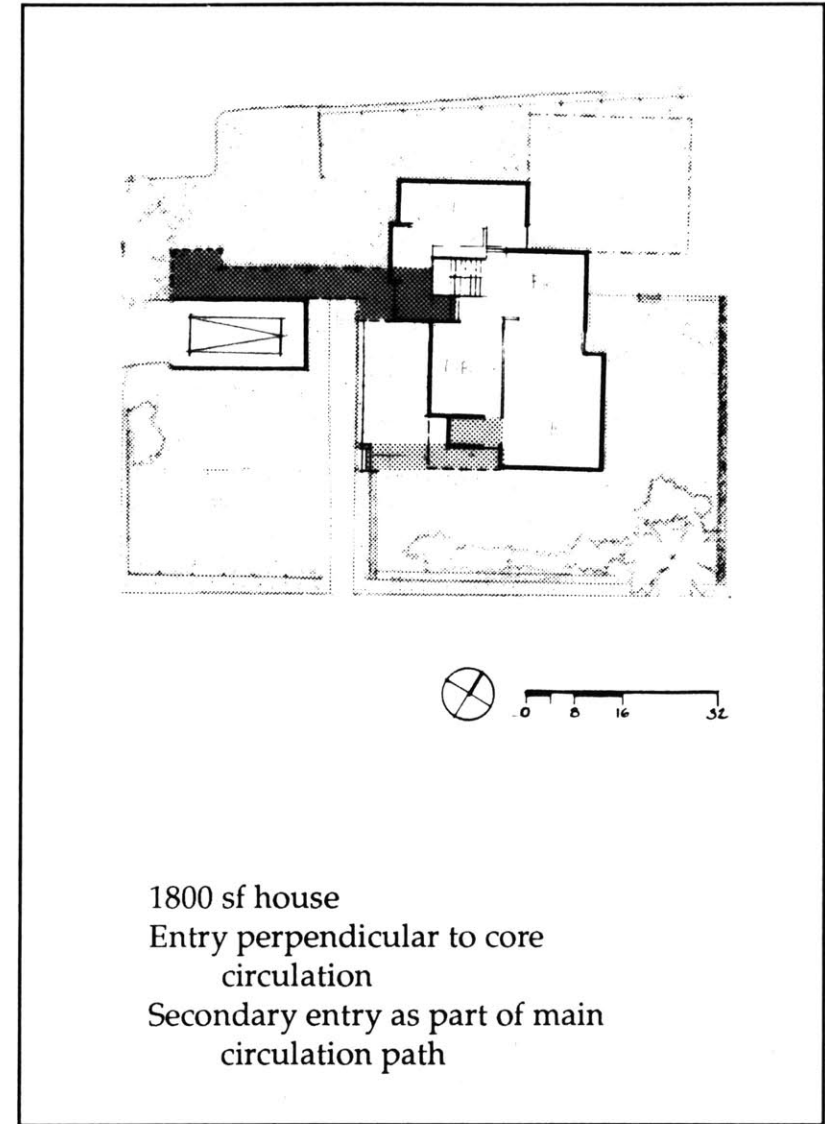 0 8 16 32
1800 sf house
Entry perpendicular to core
circulation
Secondary entry as part of main
circulation path